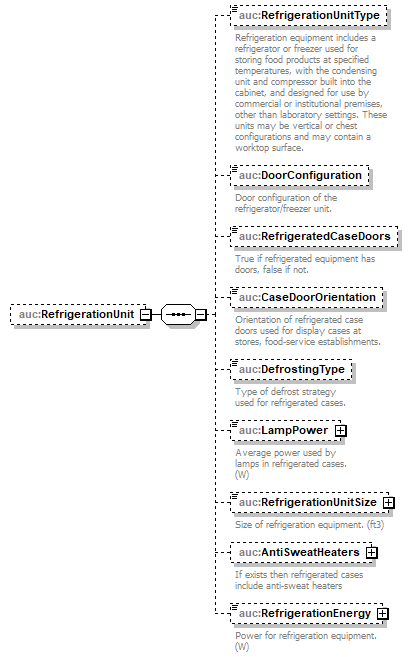 auc:RefrigerationUnitType
Refrigeration equipment includes a
refrigerator or freezer used for
storing food products at specified
temperatures, with the condensing
unit and compressor built into the
cabinet, and designed for use by
commercial or institutional premises,
other than laboratory settings. These
units may be vertical or chest
configurations and may contain a
worktop surface.
auc:DoorConfiguration
Door configuration of the
refrigerator/freezer unit.
auc:RefrigeratedCaseDoors
True if refrigerated equipment has
doors, false if not.
auc:CaseDoorOrientation
Orientation of refrigerated case
doors used for display cases at
stores, food-service establishments.
auc:RefrigerationUnit
auc:DefrostingType
Type of defrost strategy
used for refrigerated cases.
auc:LampPower
Average power used by
lamps in refrigerated cases.
(W)
auc:RefrigerationUnitSize
Size of refrigeration equipment. (ft3)
auc:AntiSweatHeaters
If exists then refrigerated cases
include anti-sweat heaters
auc:RefrigerationEnergy
Power for refrigeration equipment.
(W)